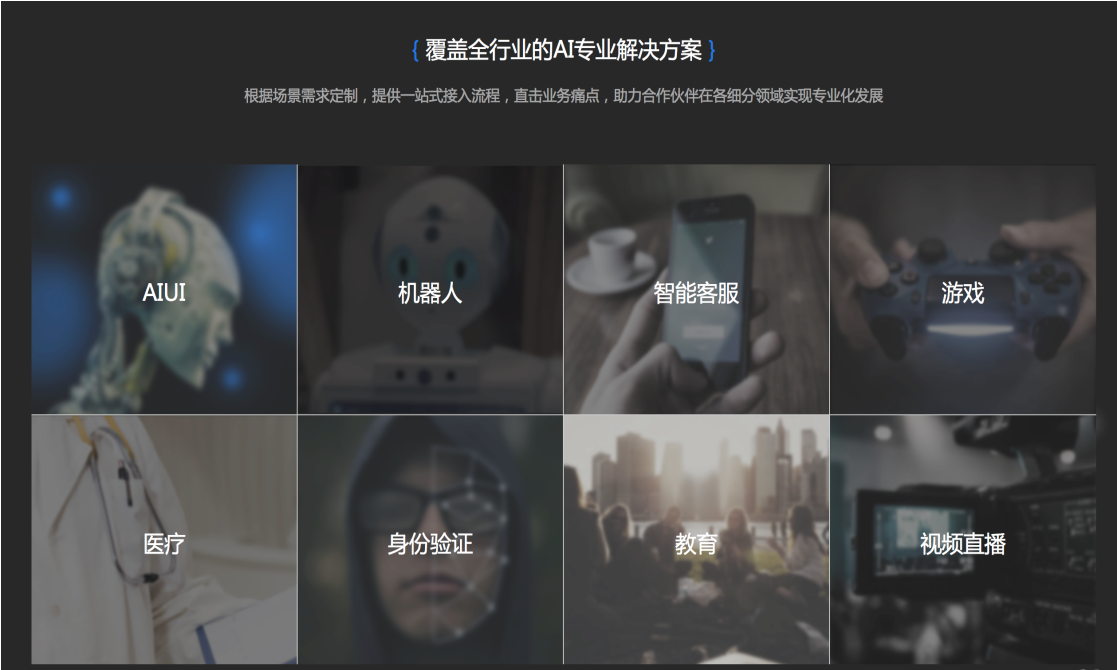 { 覆盖全行业的AI专业解决方案 }
根据场景需求定制，提供一站式接入流程，直击业务痛点，助力合作伙伴在各细分领域实现专业化发展
AIUI
机器人
智能客服
游戏
医疗
身份验证
教育
视频直播